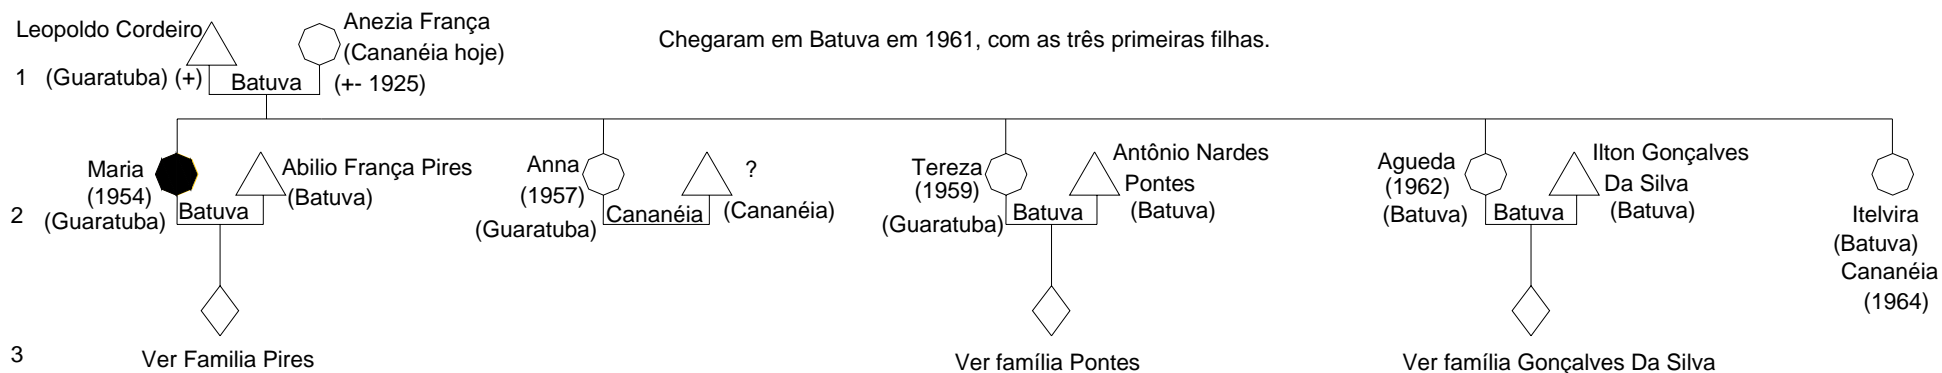 Leopoldo Cordeiro
Anezia França
(Cananéia hoje)
Chegaram em Batuva em 1961, com as três primeiras filhas.
1 (Guaratuba) (+)
Batuva
(+- 1925)
Maria
(1954)
(Guaratuba)
Batuva
Abilio França Pires
(Batuva)
Anna
(1957)
(Guaratuba)
Cananéia
?
(Cananéia)
Tereza
(1959)
(Guaratuba)
Batuva
Antônio Nardes
Pontes
(Batuva)
Agueda
(1962)
(Batuva)
Batuva
Ilton Gonçalves
Da Silva
(Batuva)
Itelvira
(Batuva)
Cananéia
(1964)
2
3
Ver Familia Pires
Ver família Pontes
Ver família Gonçalves Da Silva